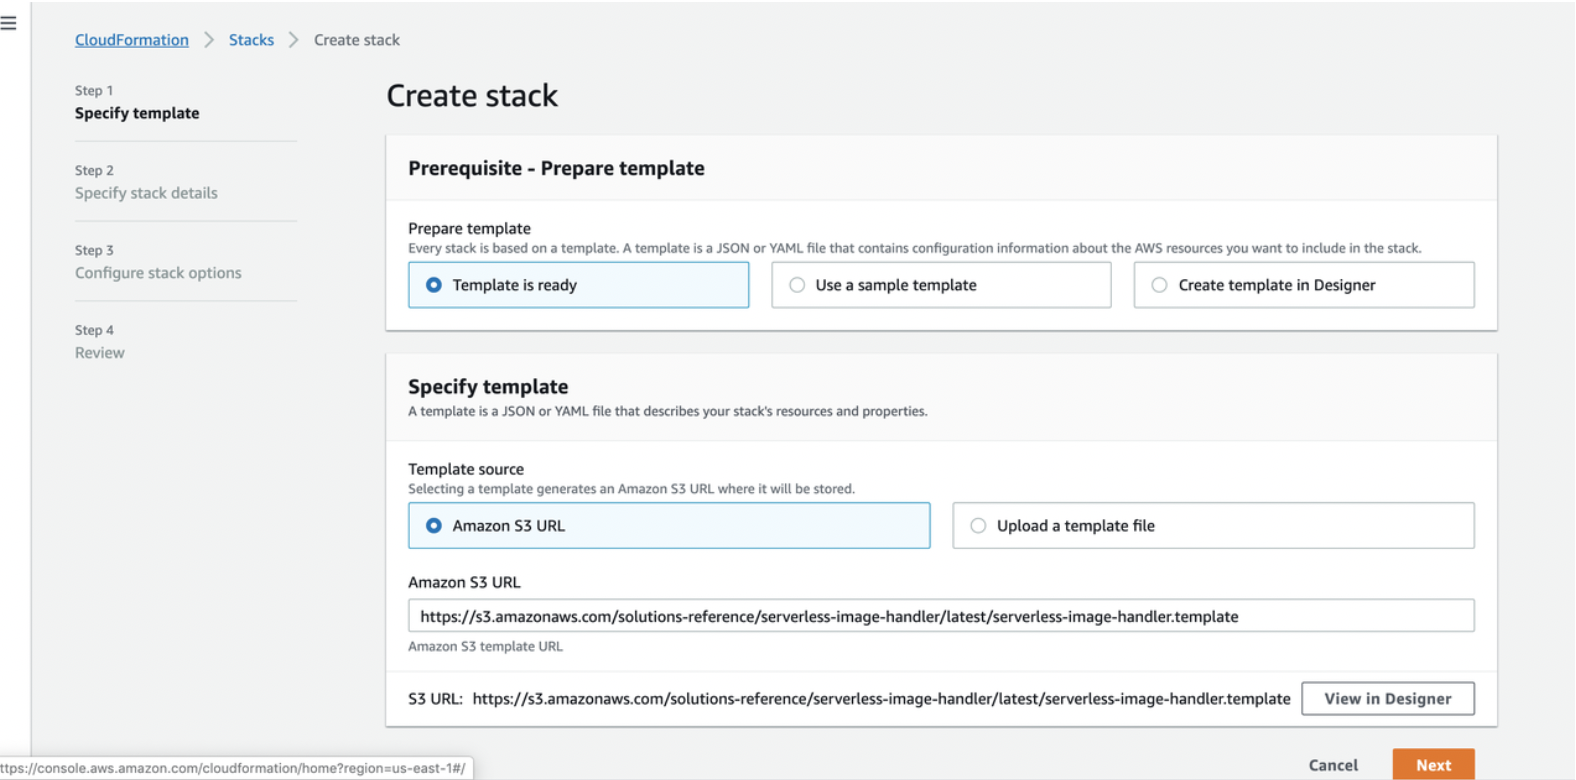 CloudFormation > Stacks > Create stack
Step 1
Specify template
Step 2
Specify stack details
Step 3
Configure stack options
Step 4
Review
Create stack
Prerequisite - Prepare template
Prepare template
Every stack is based on a template. A template is a JSON or YAML file that contains configuration information about the AWS resources you want to include in the stack.
Template is ready
Use a sample template
Create template in Designer
Specify template
A template is a JSON or YAML file that describes your stack's resources and properties.
Template source
Selecting a template generates an Amazon S3 URL where it will be stored.
Amazon S3 URL
Upload a template file
Amazon S3 URL
https://s3.amazonaws.com/solutions-reference/serverless-image-handler/latest/serverless-image-handler.template
Amazon S3 template URL
S3 URL: https://s3.amazonaws.com/solutions-reference/serverless-image-handler/latest/serverless-image-handler.template
View in Designer
Cancel
Next
ttps://console.aws.amazon.com/cloudformation/home?region=us-east-1#/